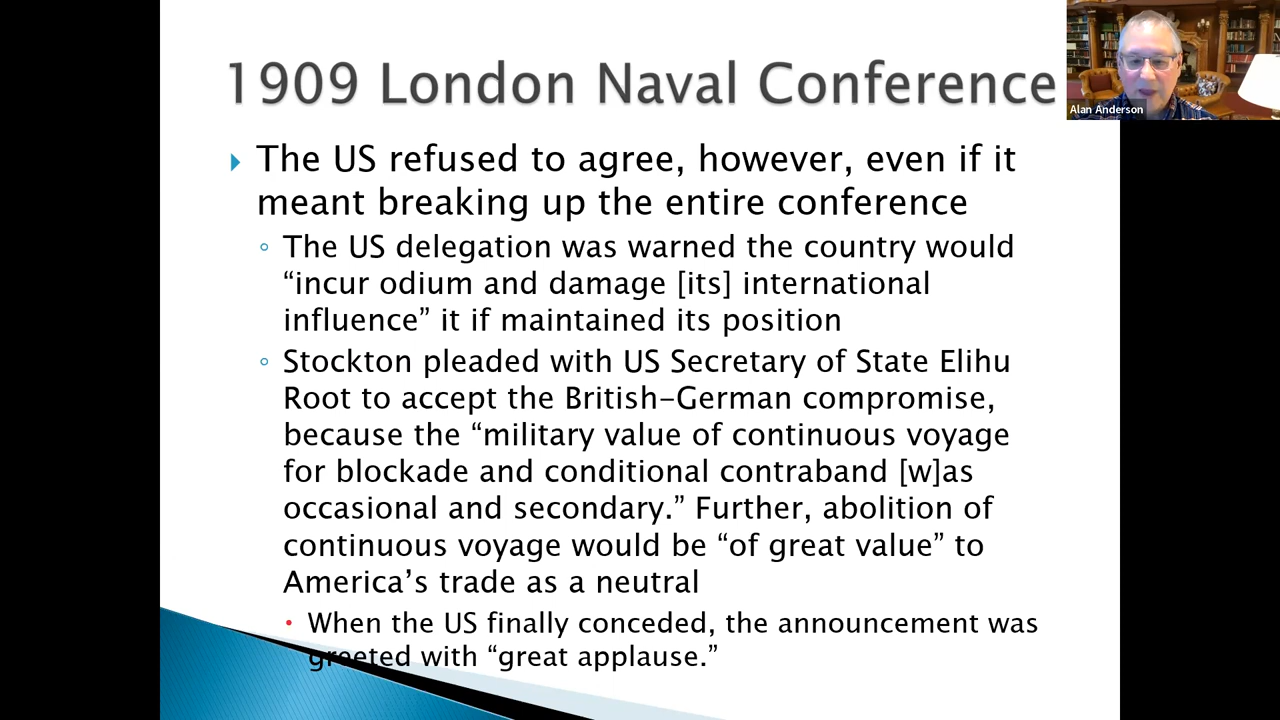 1909 London Naval Conference
Alan Anderson
The US refused to agree, however, even if it
meant breaking up the entire conference
The US delegation was warned the country would
“incur odium and damage [its] international
influence” it if maintained its position
Stockton pleaded with US Secretary of State Elihu
Root to accept the British-German compromise,
because the “military value of continuous voyage
for blockade and conditional contraband [w]as
occasional and secondary.” Further, abolition of
continuous voyage would be “of great value” to
America’s trade as a neutral
When the US finally conceded, the announcement was
greeted with “great applause.”